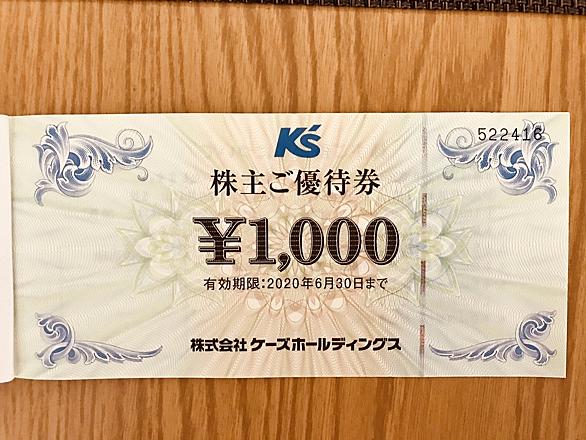 K's
522416
株主ご優待券
¥1,000
有効期限:2020年6月30日まで
株式会社 ケーズホールディングス